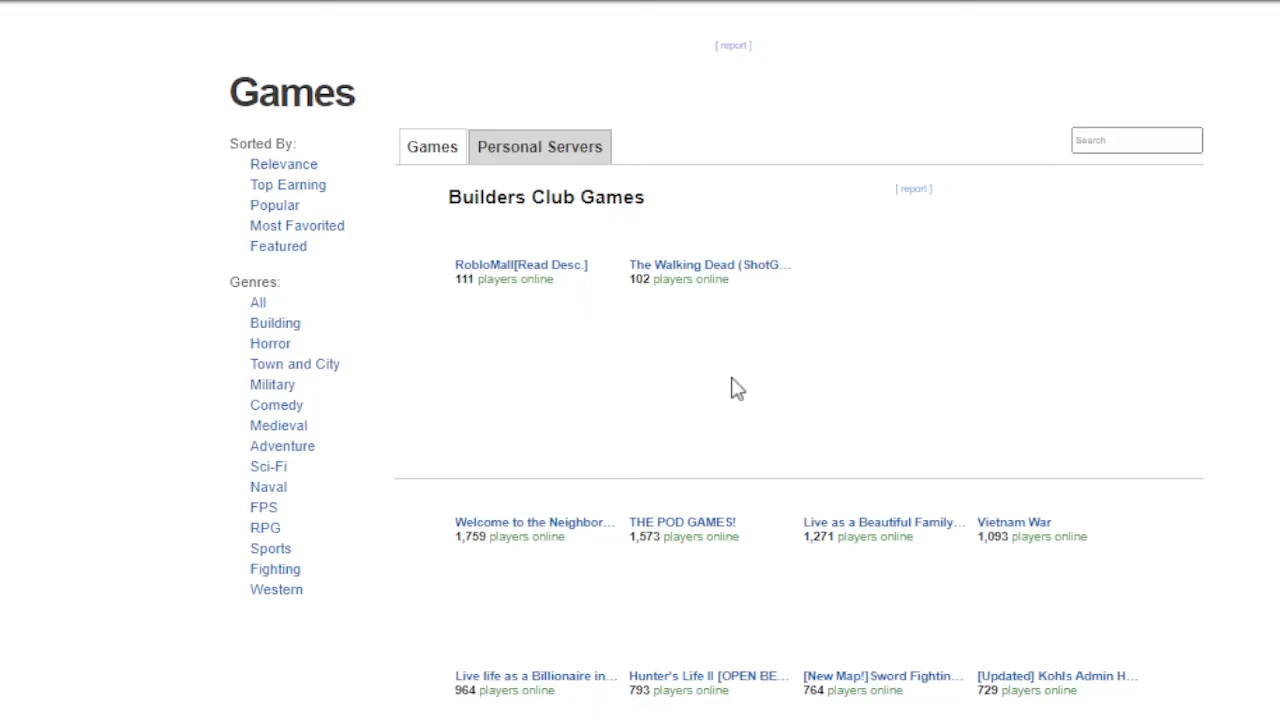 [ report ]
Games
Sorted By:
Relevance
Top Earning
Popular
Most Favorited
Featured
Genres:
All
Building
Horror
Town and City
Military
Comedy
Medieval
Adventure
Sci-Fi
Naval
FPS
RPG
Sports
Fighting
Western
Games Personal Servers
Search
Builders Club Games
[ report ]
RobloMall[Read Desc.] The Walking Dead (ShotG...
111 players online 102 players online
Welcome to the Neighbor... THE POD GAMES! Live as a Beautiful Family... Vietnam War
1,759 players online 1,573 players online 1,271 players online 1,093 players online
Live life as a Billionaire in... Hunter's Life II [OPEN BE... [New Map!]Sword Fightin... [Updated] Kohls Admin H...
964 players online 793 players online 764 players online 729 players online